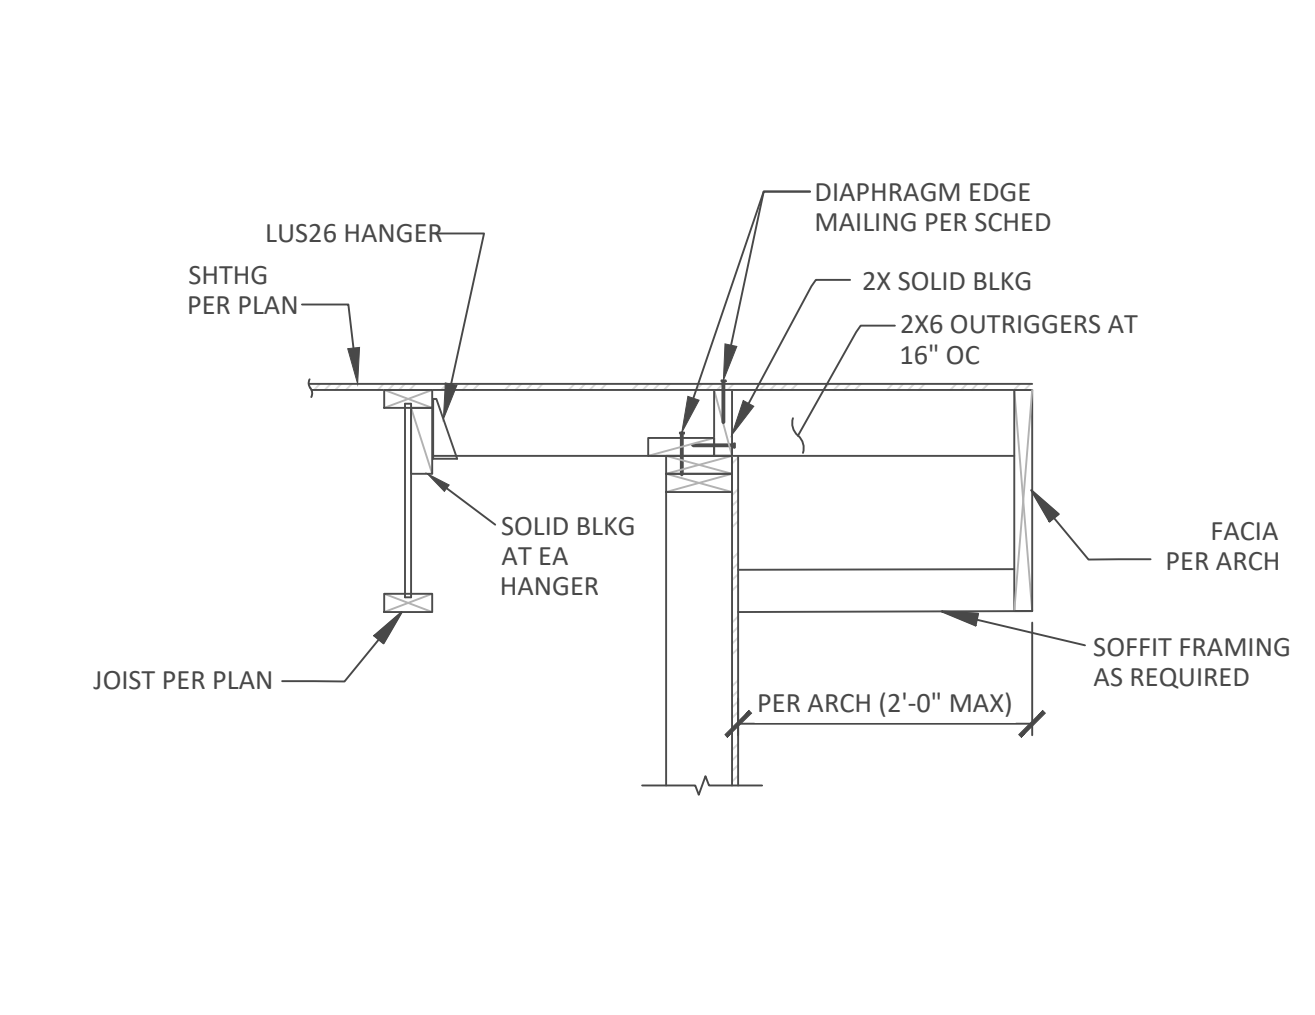 DIAPHRAGM EDGE
MAILING PER SCHED
LUS26 HANGER
SHTHG
PER PLAN
2X SOLID BLKG
2X6 OUTRIGGERS AT
16" OC
SOLID BLKG
AT EA
HANGER
FACIA
PER ARCH
SOFFIT FRAMING
AS REQUIRED
JOIST PER PLAN
PER ARCH (2'-0" MAX)